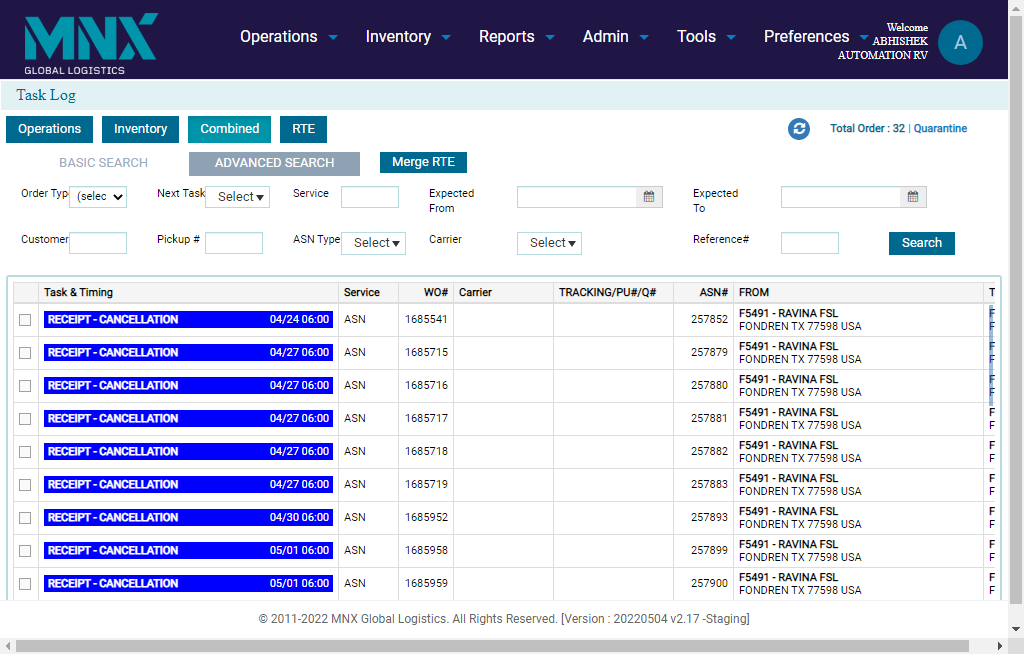 MNX
GLOBAL LOGISTICS
Operations Inventory Reports Admin Tools Preferences
Welcome
ABHISHEK
AUTOMATION RV
A
Task Log
Operations Inventory Combined RTE
Total Order : 32 | Quarantine
BASIC SEARCH ADVANCED SEARCH Merge RTE
Order Typ (selec Next Task Select Service Expected From Expected To
Customer Pickup # ASN Type Select Carrier Select Reference# Search
Task & Timing Service WO# Carrier TRACKING/PU#/Q# ASN# FROM T
RECEIPT - CANCELLATION 04/24 06:00 ASN 1685541 257852 F5491 - RAVINA FSL F
FONDREN TX 77598 USA F
RECEIPT - CANCELLATION 04/27 06:00 ASN 1685715 257879 F5491 - RAVINA FSL F
FONDREN TX 77598 USA F
RECEIPT - CANCELLATION 04/27 06:00 ASN 1685716 257880 F5491 - RAVINA FSL F
FONDREN TX 77598 USA F
RECEIPT - CANCELLATION 04/27 06:00 ASN 1685717 257881 F5491 - RAVINA FSL F
FONDREN TX 77598 USA F
RECEIPT - CANCELLATION 04/27 06:00 ASN 1685718 257882 F5491 - RAVINA FSL F
FONDREN TX 77598 USA F
RECEIPT - CANCELLATION 04/27 06:00 ASN 1685719 257883 F5491 - RAVINA FSL F
FONDREN TX 77598 USA F
RECEIPT - CANCELLATION 04/30 06:00 ASN 1685952 257893 F5491 - RAVINA FSL F
FONDREN TX 77598 USA F
RECEIPT - CANCELLATION 05/01 06:00 ASN 1685958 257899 F5491 - RAVINA FSL F
FONDREN TX 77598 USA F
RECEIPT - CANCELLATION 05/01 06:00 ASN 1685959 257900 F5491 - RAVINA FSL F
FONDREN TX 77598 USA F
© 2011-2022 MNX Global Logistics. All Rights Reserved. [Version : 20220504 v2.17 -Staging]